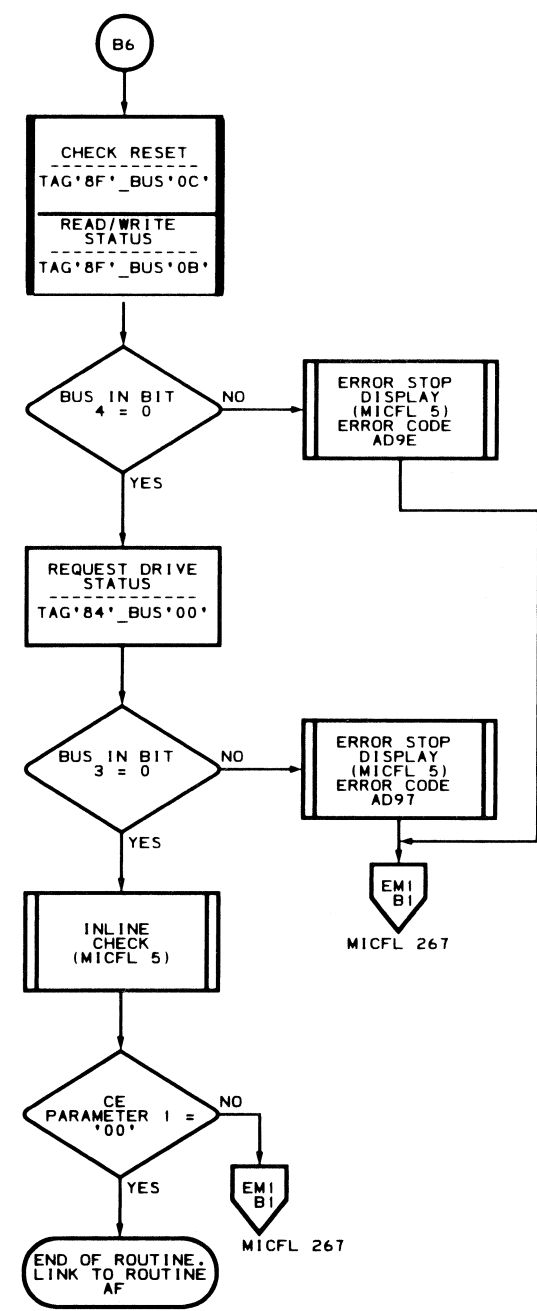 B6
CHECK RESET
TAG'8F'_BUS'0C'
READ/WRITE
STATUS
TAG'8F'_BUS'0B'
BUS IN BIT
4 = 0
NO
YES
ERROR STOP
DISPLAY
(MICFL 5)
ERROR CODE
AD9E
REQUEST DRIVE
STATUS
TAG'84'_BUS'00'
BUS IN BIT
3 = 0
NO
YES
ERROR STOP
DISPLAY
(MICFL 5)
ERROR CODE
AD97
EM1
B1
MICFL 267
INLINE
CHECK
(MICFL 5)
CE
PARAMETER 1 =
'00'
NO
YES
EM1
B1
MICFL 267
END OF ROUTINE.
LINK TO ROUTINE
AF